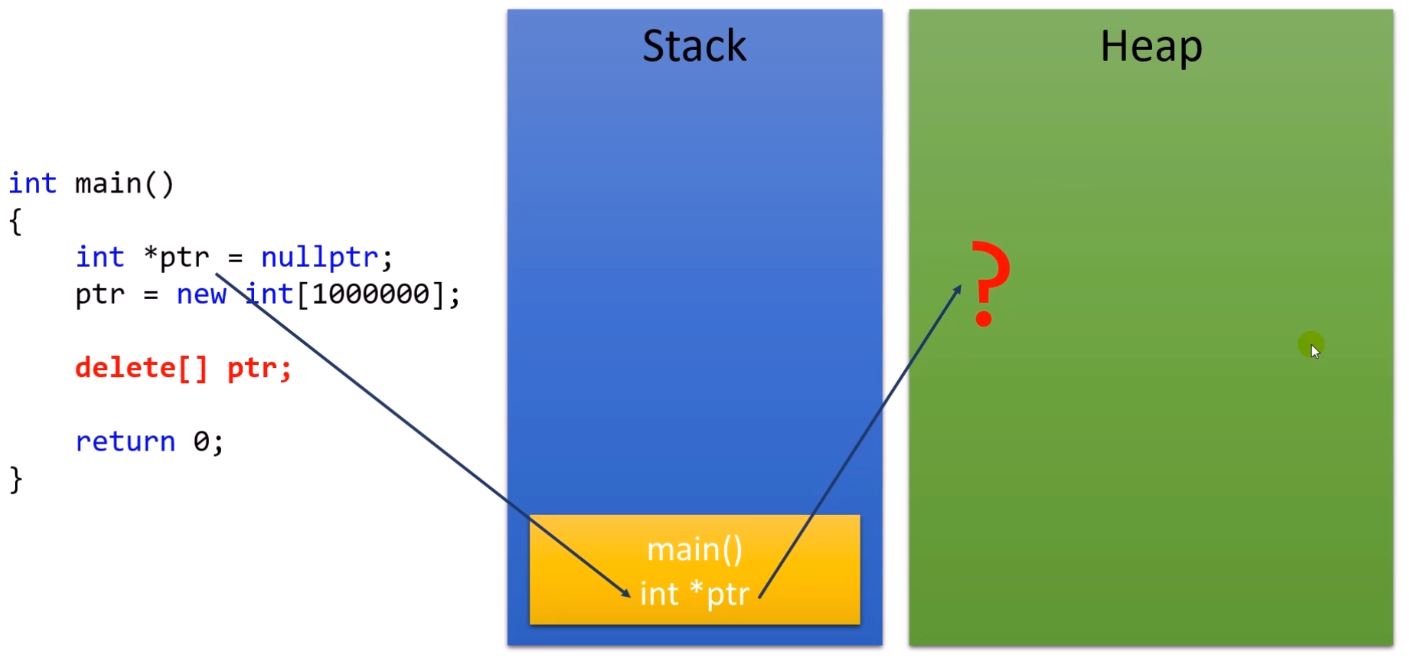 int main()
{
int *ptr = nullptr;
ptr = new int[1000000];
delete[] ptr;
return 0;
}
Stack
main()
int *ptr
Heap
?